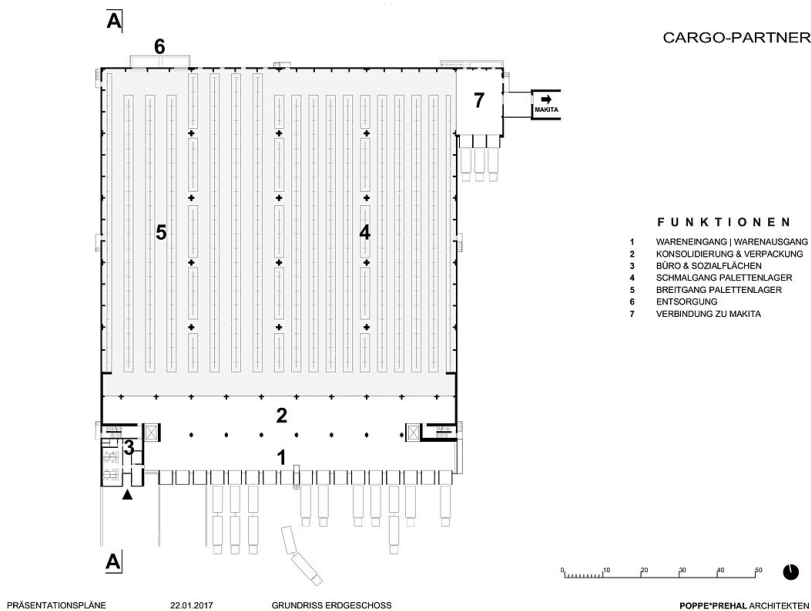 A
6
CARGO-PARTNER
7
MAKITA
5
4
FUNKTIONEN
1 WARENEINGANG | WARENAUSGANG
2 KONSOLIDIERUNG & VERPACKUNG
3 BÜRO & SOZIALFLÄCHEN
4 SCHMALGANG PALETTENLAGER
5 BREITGANG PALETTENLAGER
6 ENTSORGUNG
7 VERBINDUNG ZU MAKITA
2
3
1
A
0 10 20 30 40 50
PRÄSENTATIONSPLÄNE 22.01.2017 GRUNDRISS ERDGESCHOSS POPPE*PREHAL ARCHITEKTEN